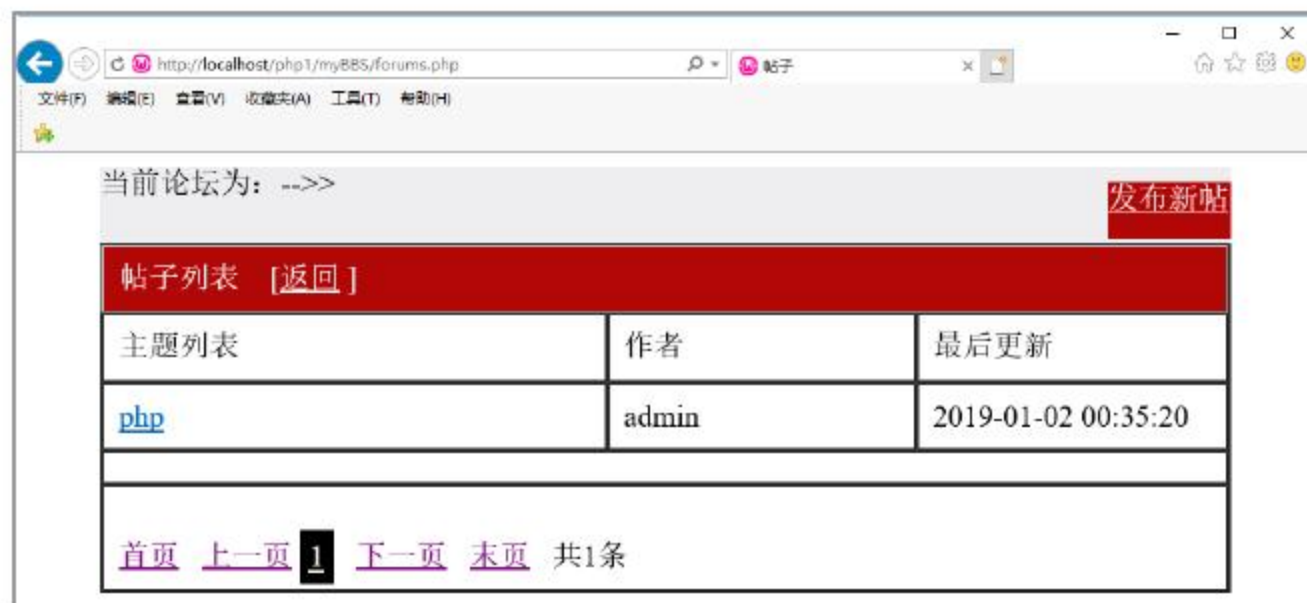 http://localhost/php1/myBBS/forums.php
帖子
文件(F) 编辑(E) 查看(V) 收藏夹(A) 工具(T) 帮助(H)
当前论坛为：-->>
发布新帖
帖子列表 [返回 ]
主题列表 作者 最后更新
php admin 2019-01-02 00:35:20
首页 上一页 1 下一页 末页 共1条